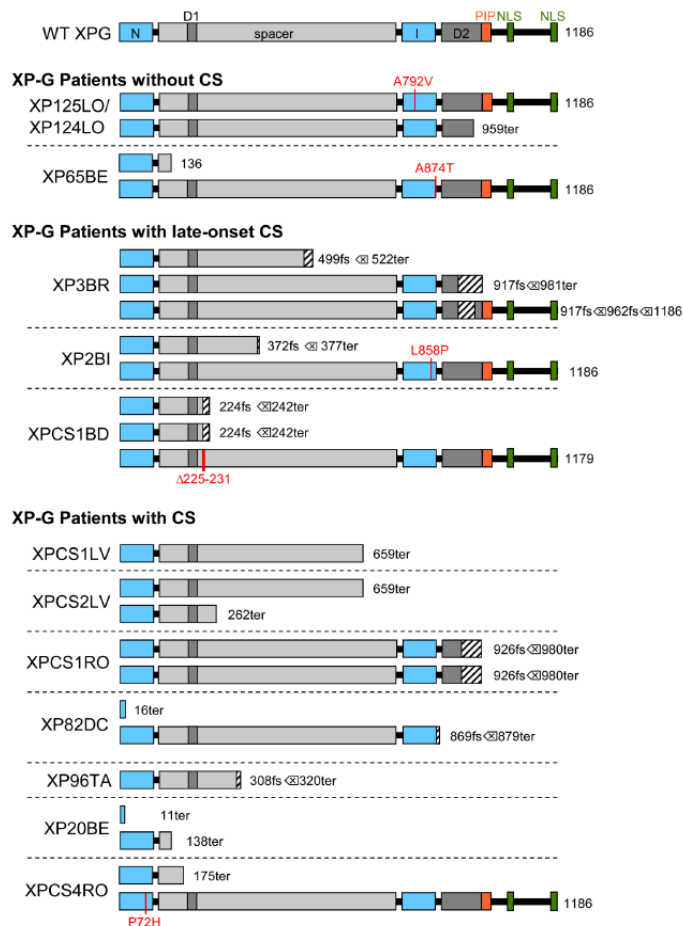 D1 PIP NLS NLS
WT XPG N spacer I D2 1186
XP-G Patients without CS
A792V
XP125LO/ 1186
XP124LO 959ter
136
XP65BE A874T
1186
XP-G Patients with late-onset CS
499fs ⌫ 522ter
XP3BR 917fs⌫981ter
917fs⌫962fs⌫1186
372fs ⌫ 377ter
XP2BI L858P
1186
224fs ⌫242ter
XPCS1BD 224fs ⌫242ter
1179
Δ225-231
XP-G Patients with CS
XPCS1LV 659ter
XPCS2LV 659ter
262ter
XPCS1RO 926fs⌫980ter
926fs⌫980ter
16ter
XP82DC 869fs⌫879ter
XP96TA 308fs⌫320ter
11ter
XP20BE 138ter
175ter
XPCS4RO 1186
P72H